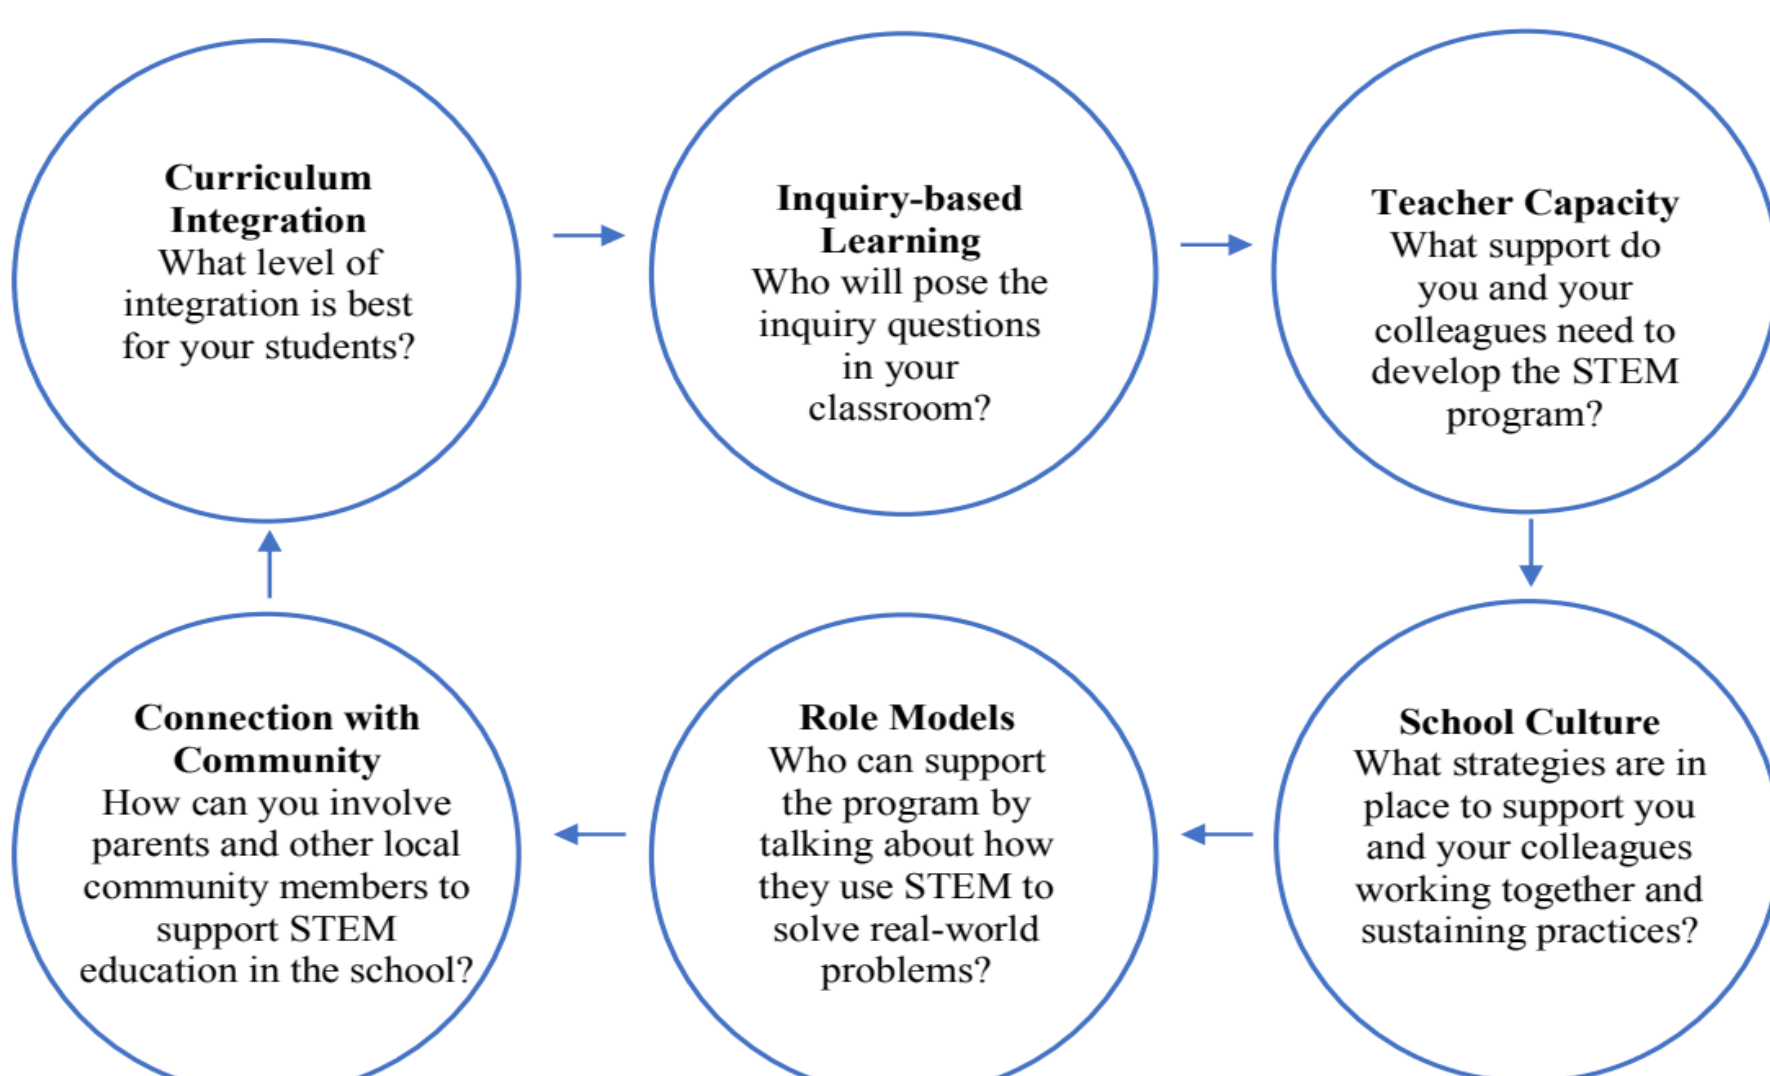 Curriculum
Integration
What level of
integration is best
for your students?
Inquiry-based
Learning
Who will pose the
inquiry questions
in your
classroom?
Teacher Capacity
What support do
you and your
colleagues need to
develop the STEM
program?
School Culture
What strategies are in
place to support you
and your colleagues
working together and
sustaining practices?
Role Models
Who can support
the program by
talking about how
they use STEM to
solve real-world
problems?
Connection with
Community
How can you involve
parents and other local
community members to
support STEM
education in the school?